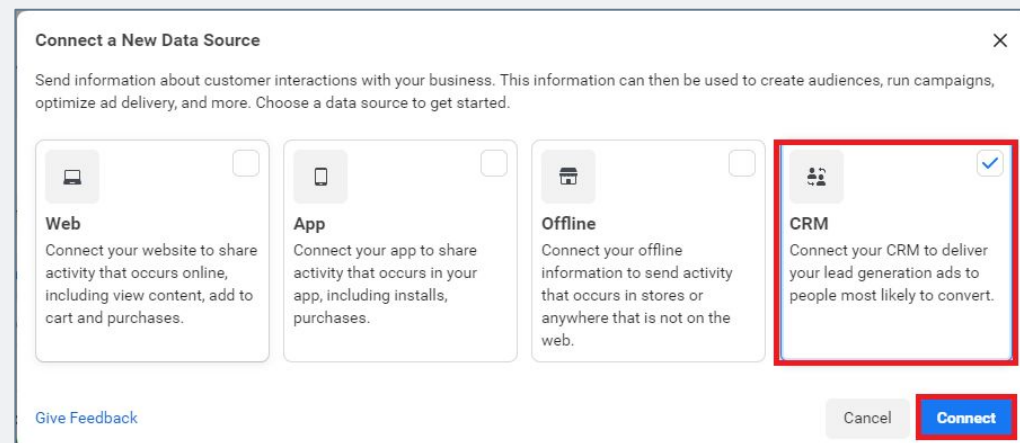 Connect a New Data Source
Send information about customer interactions with your business. This information can then be used to create audiences, run campaigns,
optimize ad delivery, and more. Choose a data source to get started.
Web
Connect your website to share
activity that occurs online,
including view content, add to
cart and purchases.
App
Connect your app to share
activity that occurs in your
app, including installs,
purchases.
Offline
Connect your offline
information to send activity
that occurs in stores or
anywhere that is not on the
web.
CRM
Connect your CRM to deliver
your lead generation ads to
people most likely to convert.
Give Feedback
Cancel
Connect